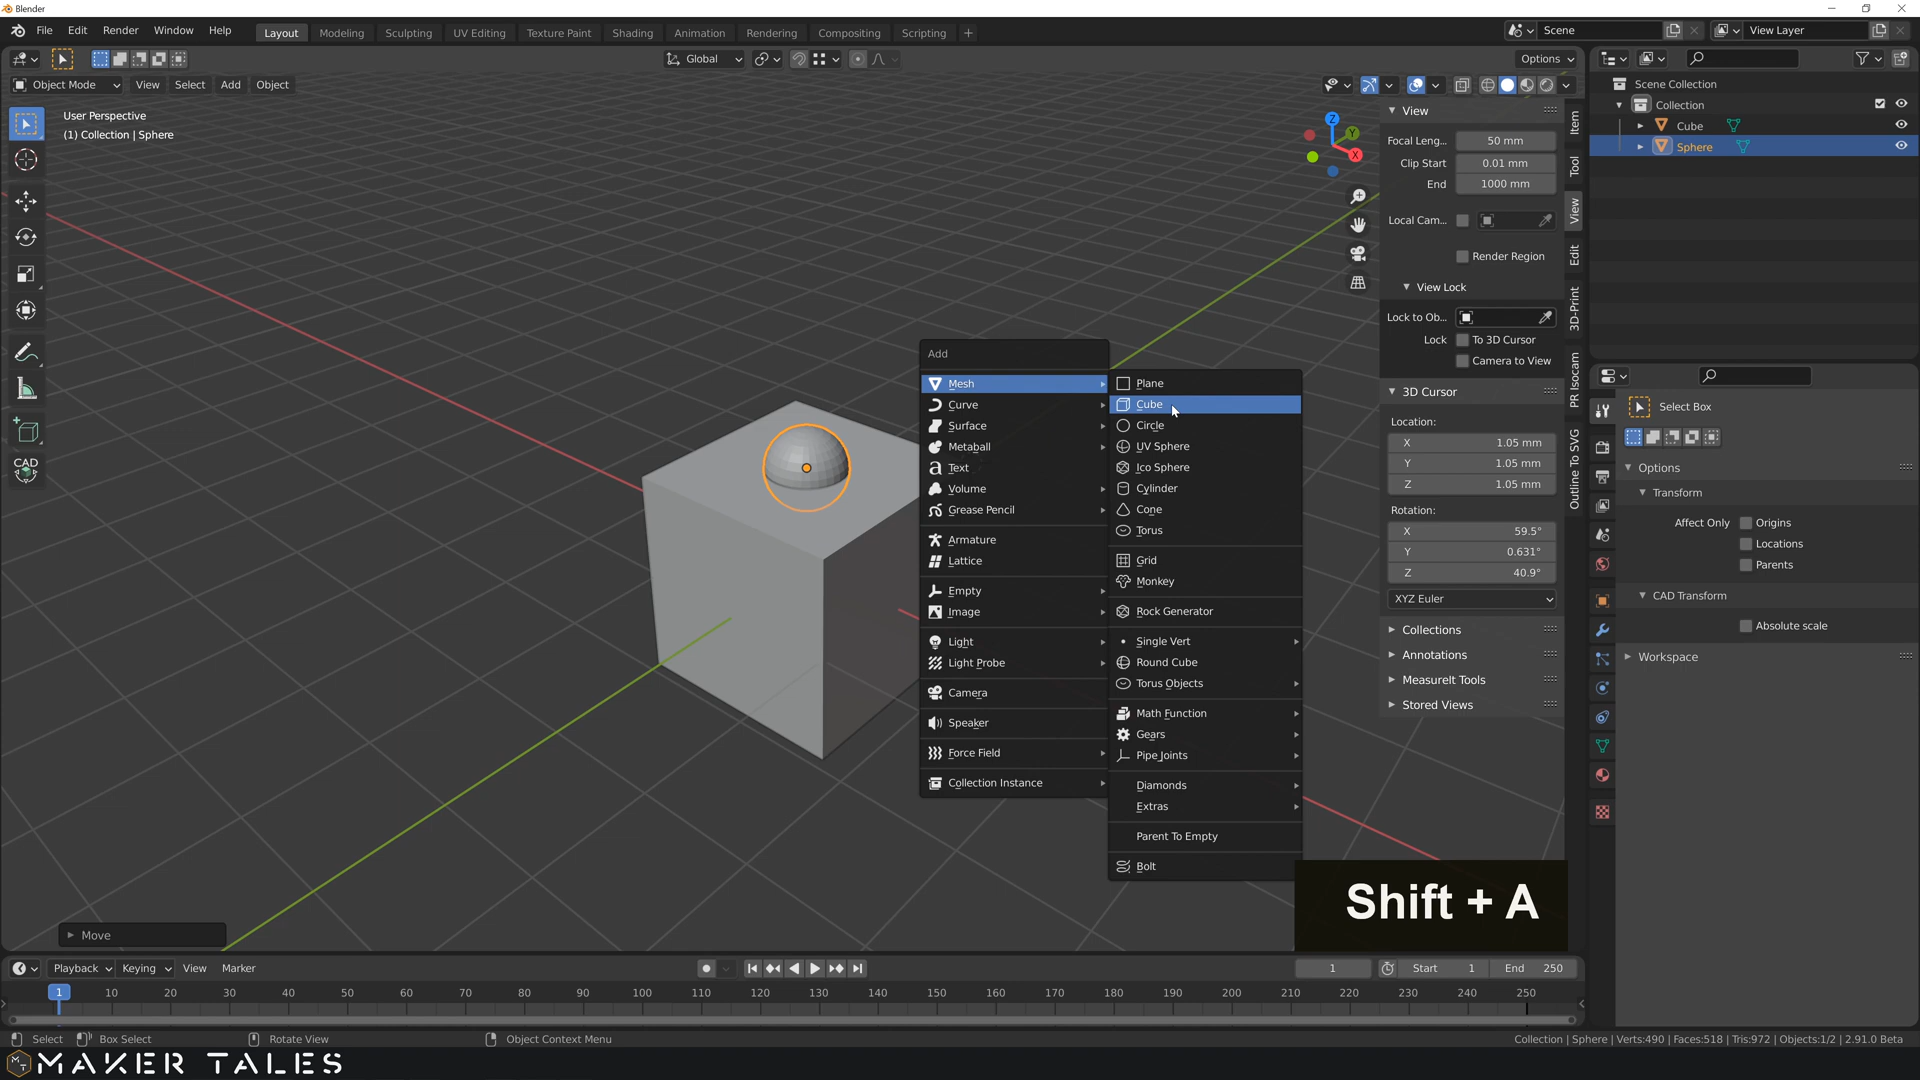 Blender
File Edit Render Window Help Layout Modeling Sculpting UV Editing Texture Paint Shading Animation Rendering Compositing Scripting + Scene View Layer
Global Options
Object Mode View Select Add Object
User Perspective
(1) Collection | Sphere
Z
Y
X
View
Focal Leng... 50 mm
Clip Start 0.01 mm
End 1000 mm
Local Cam...
Render Region
View Lock
Lock to Ob...
Lock To 3D Cursor
Camera to View
3D Cursor
Location:
X 1.05 mm
Y 1.05 mm
Z 1.05 mm
Rotation:
X 59.5°
Y 0.631°
Z 40.9°
XYZ Euler
Collections
Annotations
MeasureIt Tools
Stored Views
Item
Tool
View
Edit
3D-Print
PR Isocam
Outline To SVG
Scene Collection
Collection
Cube
Sphere
Select Box
Options
Transform
Affect Only Origins
Locations
Parents
CAD Transform
Absolute scale
Workspace
CAD
Add
Mesh
Curve
Surface
Metaball
Text
Volume
Grease Pencil
Armature
Lattice
Empty
Image
Light
Light Probe
Camera
Speaker
Force Field
Collection Instance
Plane
Cube
Circle
UV Sphere
Ico Sphere
Cylinder
Cone
Torus
Grid
Monkey
Rock Generator
Single Vert
Round Cube
Torus Objects
Math Function
Gears
Pipe Joints
Diamonds
Extras
Parent To Empty
Bolt
Shift + A
Move
Playback Keying View Marker 1 Start 1 End 250
1 10 20 30 40 50 60 70 80 90 100 110 120 130 140 150 160 170 180 190 200 210 220 230 240 250
Select Box Select Rotate View Object Context Menu Collection | Sphere | Verts:490 | Faces:518 | Tris:972 | Objects:1/2 | 2.91.0 Beta
MAKER TALES